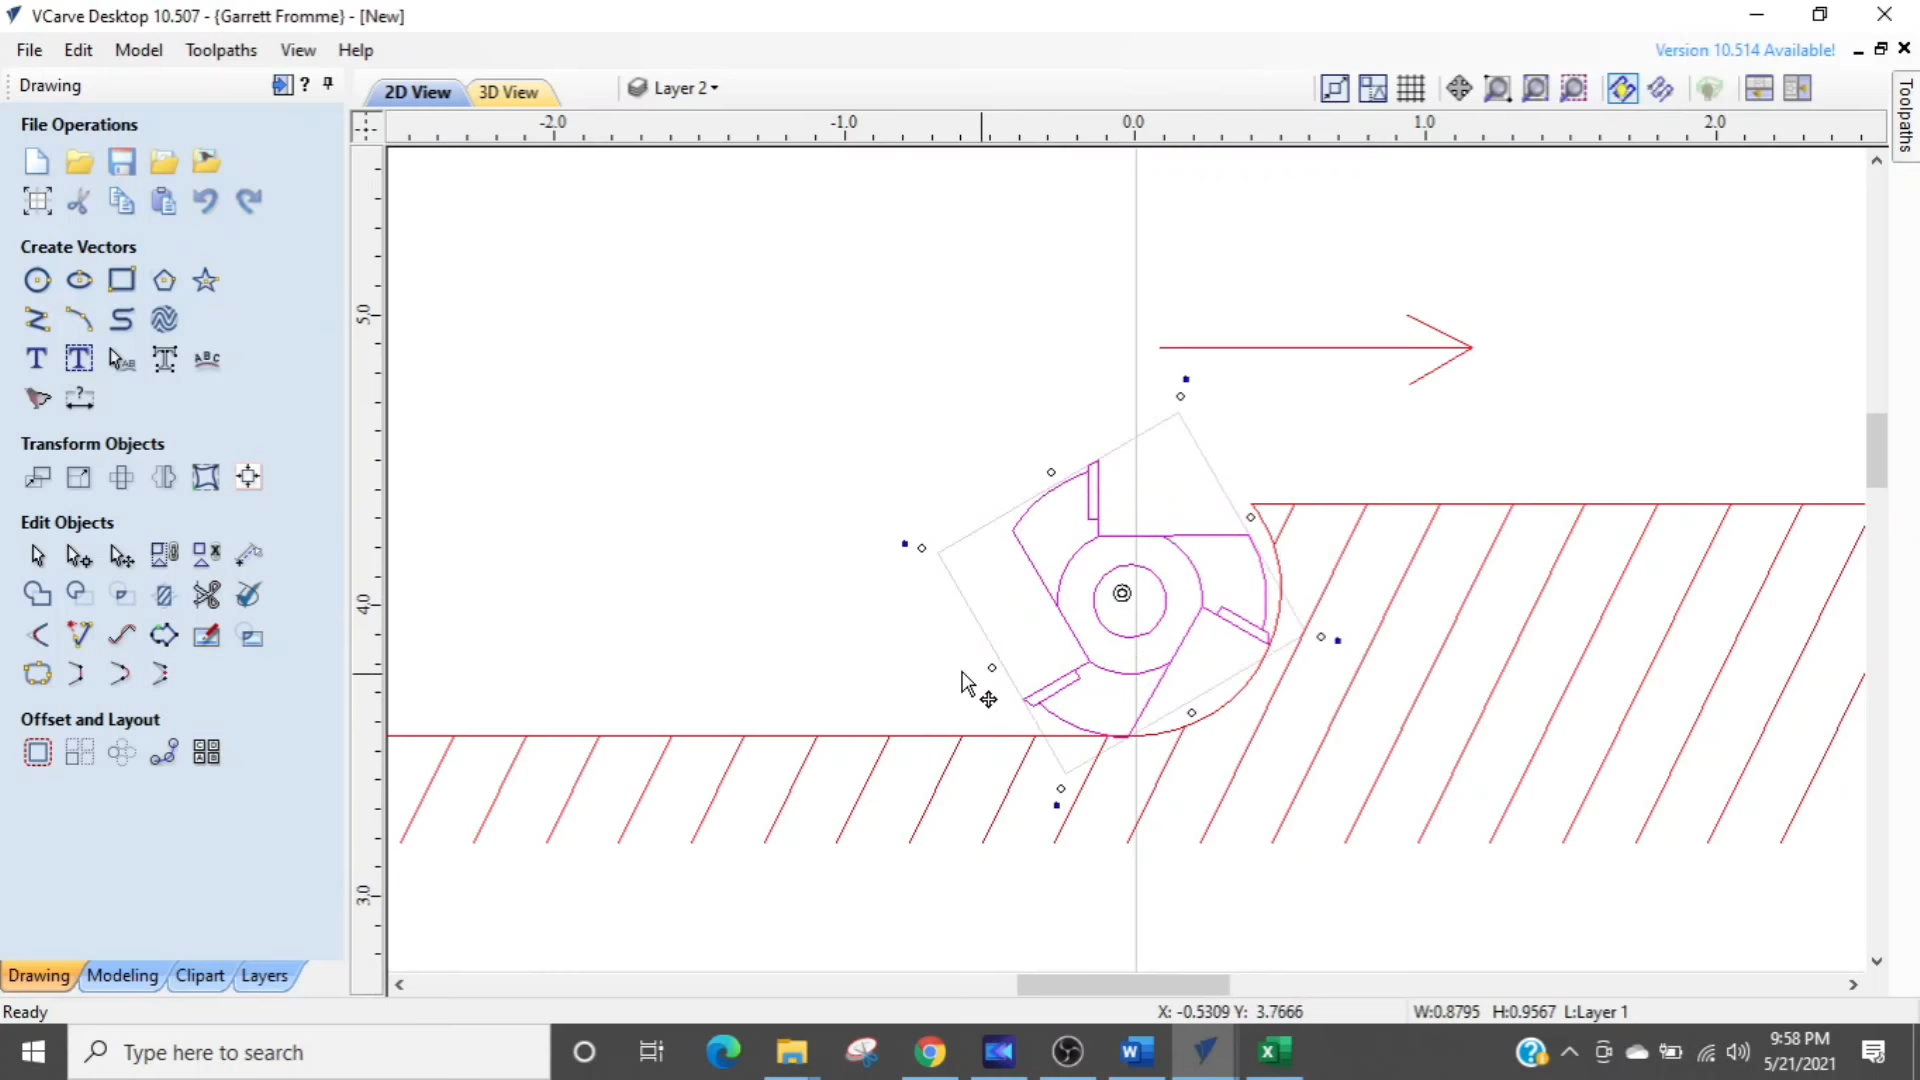 VCarve Desktop 10.507 - {Garrett Fromme} - [New]
File Edit Model Toolpaths View Help
Version 10.514 Available!
Drawing
?
2D View 3D View Layer 2
Toolpaths
File Operations
-2.0 -1.0 0.0 1.0 2.0
Create Vectors
5.0
Transform Objects
Edit Objects
4.0
Offset and Layout
3.0
Drawing Modeling Clipart Layers
Ready
X: -0.5309 Y: 3.7666
W:0.8795 H:0.9567 L:Layer 1
Type here to search
9:58 PM
5/21/2021